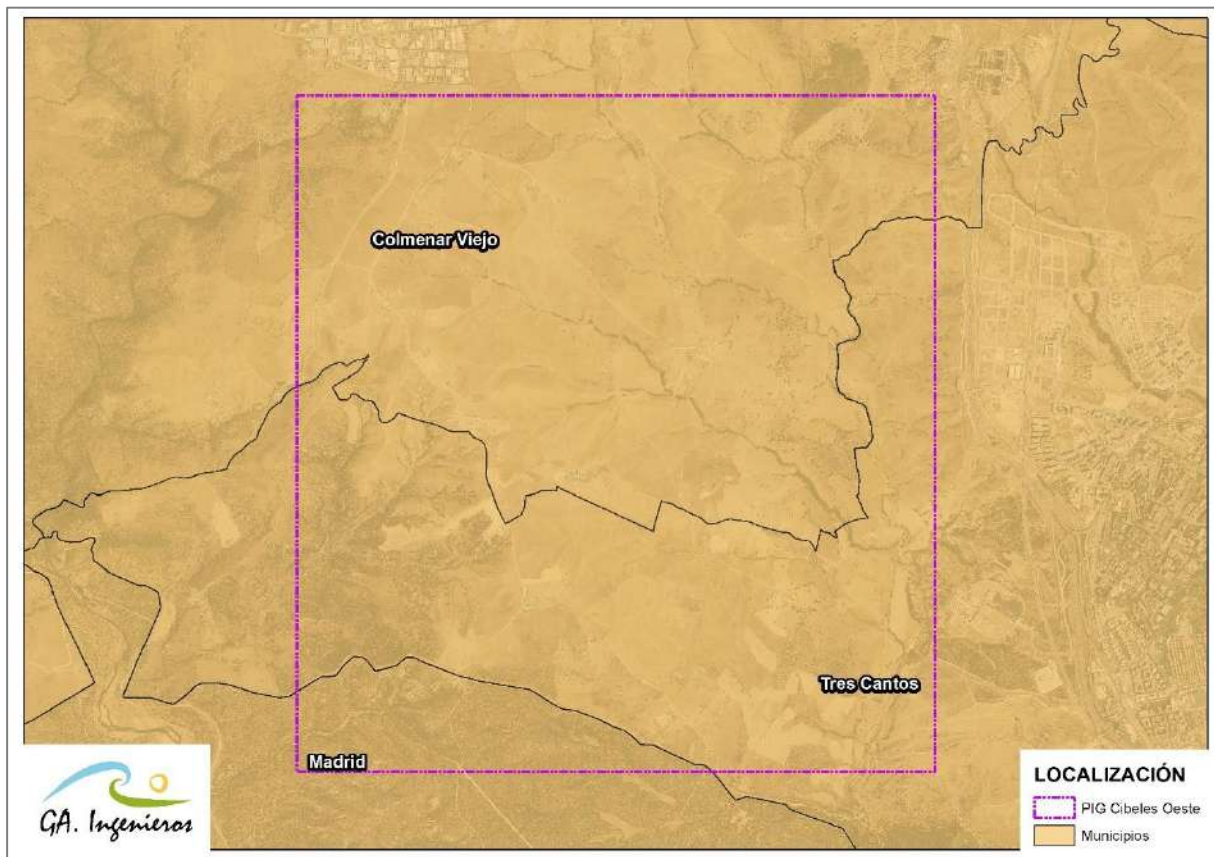 Colmenar Viejo
Tres Cantos
Madrid
GA. Ingenieros
LOCALIZACIÓN
PIG Cibeles Oeste
Municipios